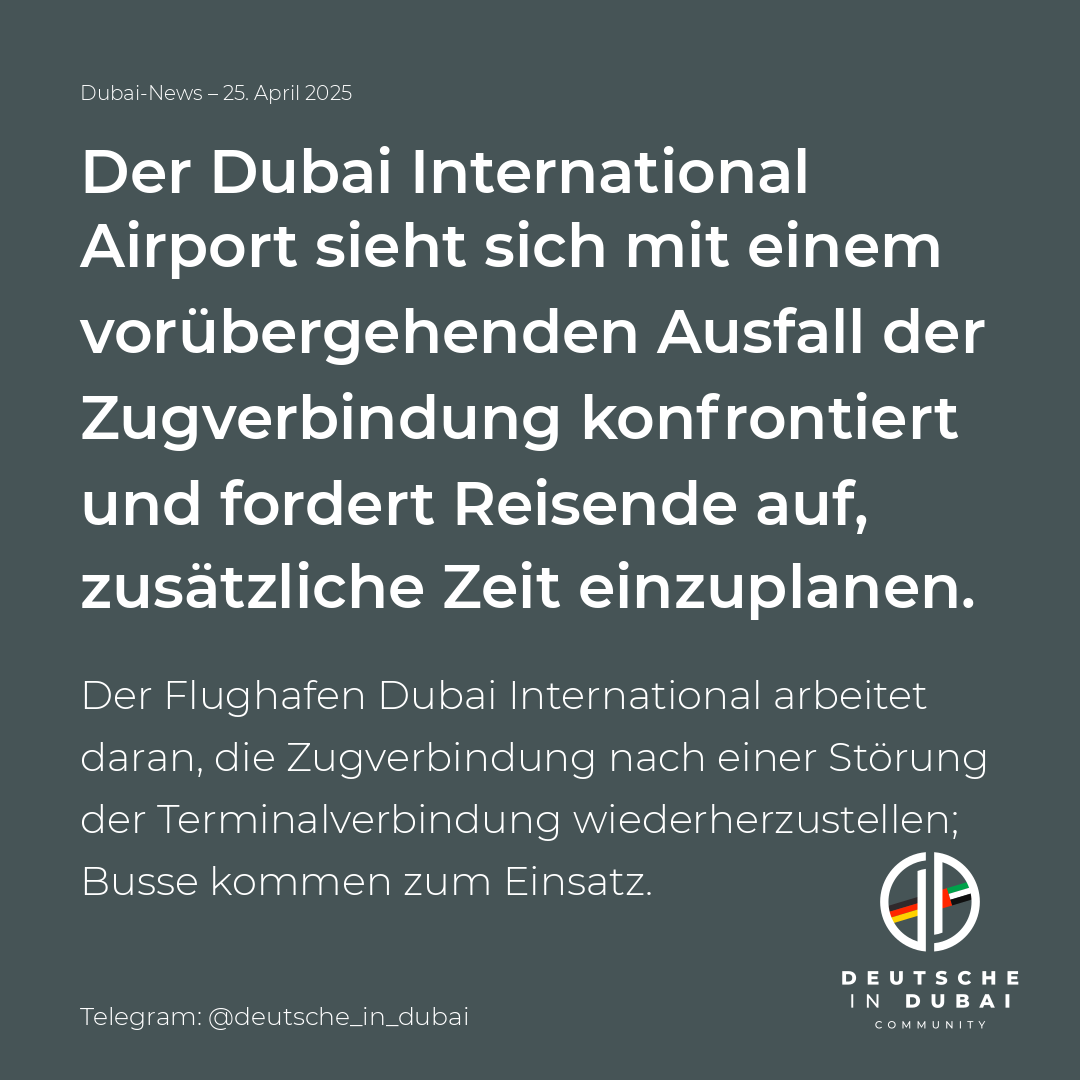 Dubai-News – 25. April 2025
Der Dubai International
Airport sieht sich mit einem
vorübergehenden Ausfall der
Zugverbindung konfrontiert
und fordert Reisende auf,
zusätzliche Zeit einzuplanen.
Der Flughafen Dubai International arbeitet
daran, die Zugverbindung nach einer Störung
der Terminalverbindung wiederherzustellen;
Busse kommen zum Einsatz.
DEUTSCHE
IN DUBAI
COMMUNITY
Telegram: @deutsche_in_dubai